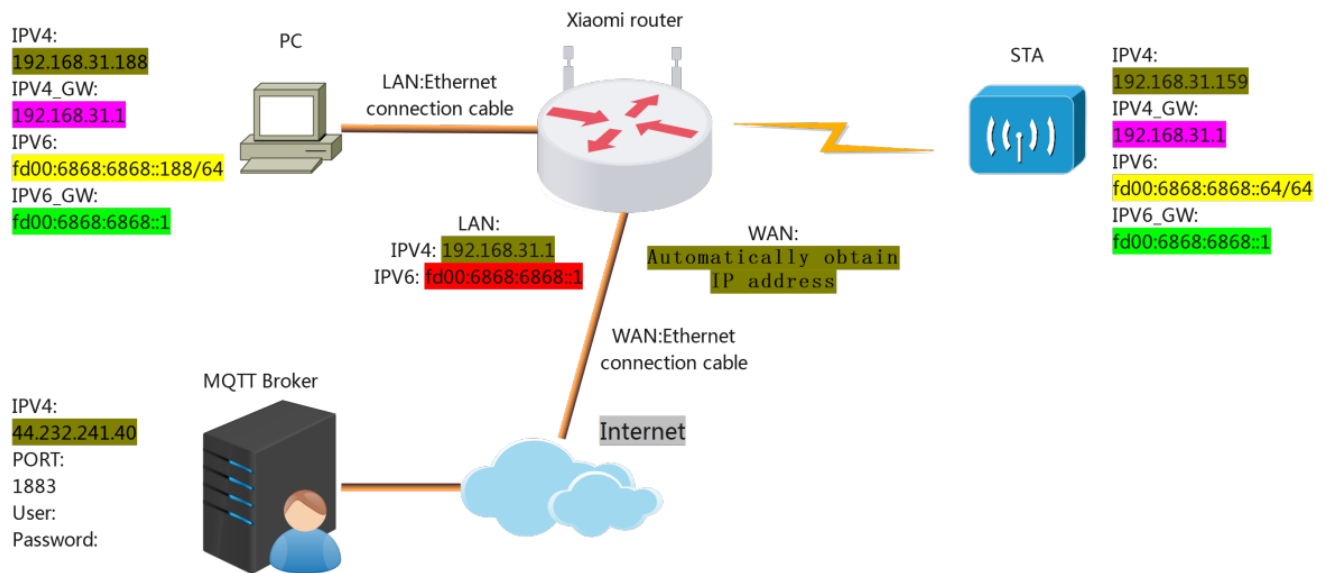 Xiaomi router
IPV4:
192.168.31.188
IPV4_GW:
192.168.31.1
IPV6:
fd00:6868:6868::188/64
IPV6_GW:
fd00:6868:6868::1
PC
LAN:Ethernet
connection cable
STA
IPV4:
192.168.31.159
IPV4_GW:
192.168.31.1
IPV6:
fd00:6868:6868::64/64
IPV6_GW:
fd00:6868:6868::1
LAN:
IPV4: 192.168.31.1
IPV6: fd00:6868:6868::1
WAN:
Automatically obtain
IP address
WAN:Ethernet
connection cable
MQTT Broker
IPV4:
44.232.241.40
PORT:
1883
User:
Password:
Internet